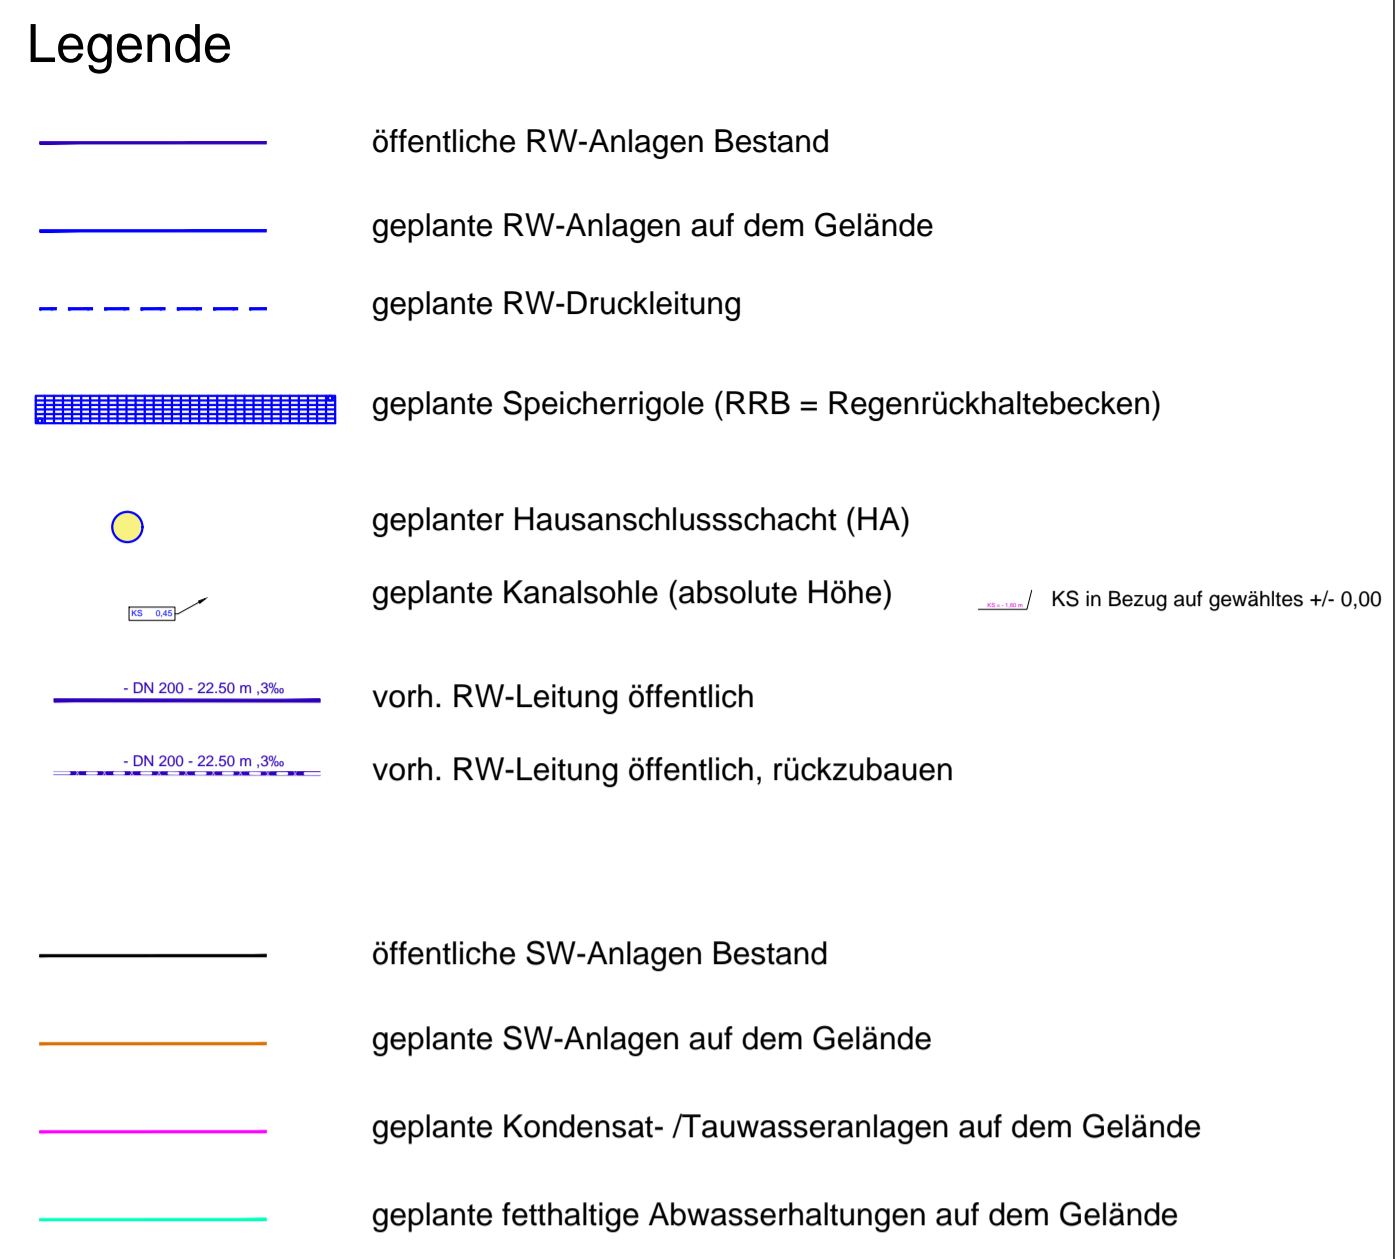 Legende
öffentliche RW-Anlagen Bestand
geplante RW-Anlagen auf dem Gelände
geplante RW-Druckleitung
geplante Speicherrigole (RRB = Regenrückhaltebecken)
geplanter Hausanschlussschacht (HA)
geplante Kanalsohle (absolute Höhe)
KS 0,45
KS = - 1,60 m
KS in Bezug auf gewähltes +/- 0,00
- DN 200 - 22.50 m ,3‰
vorh. RW-Leitung öffentlich
- DN 200 - 22.50 m ,3‰
vorh. RW-Leitung öffentlich, rückzubauen
öffentliche SW-Anlagen Bestand
geplante SW-Anlagen auf dem Gelände
geplante Kondensat- /Tauwasseranlagen auf dem Gelände
geplante fetthaltige Abwasserhaltungen auf dem Gelände